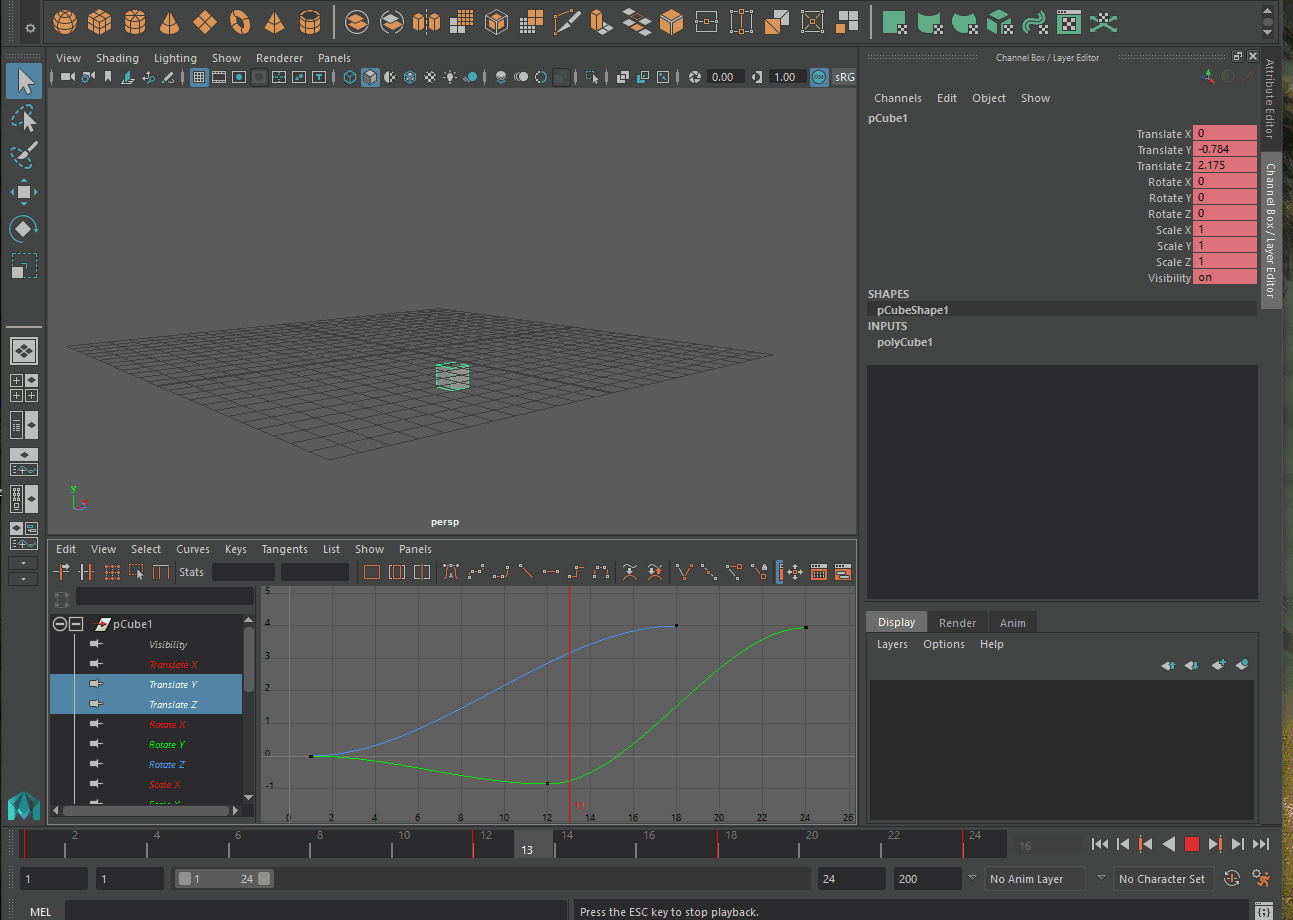 View Shading Lighting Show Renderer Panels
0.00 1.00 ON sRG
persp
y
Channel Box / Layer Editor
Channels Edit Object Show
pCube1
Translate X 0
Translate Y -0.784
Translate Z 2.175
Rotate X 0
Rotate Y 0
Rotate Z 0
Scale X 1
Scale Y 1
Scale Z 1
Visibility on
SHAPES
pCubeShape1
INPUTS
polyCube1
Attribute Editor
Channel Box / Layer Editor
Display Render Anim
Layers Options Help
Edit View Select Curves Keys Tangents List Show Panels
Stats
pCube1
Visibility
Translate X
Translate Y
Translate Z
Rotate X
Rotate Y
Rotate Z
Scale X
Scale Y
5
4
3
2
1
0
-1
0 2 4 6 8 10 12 14 16 18 20 22 24 26
13
2 4 6 8 10 12 14 16 18 20 22 24
13
16
1 1 1 24 24 200 No Anim Layer No Character Set
MEL Press the ESC key to stop playback.